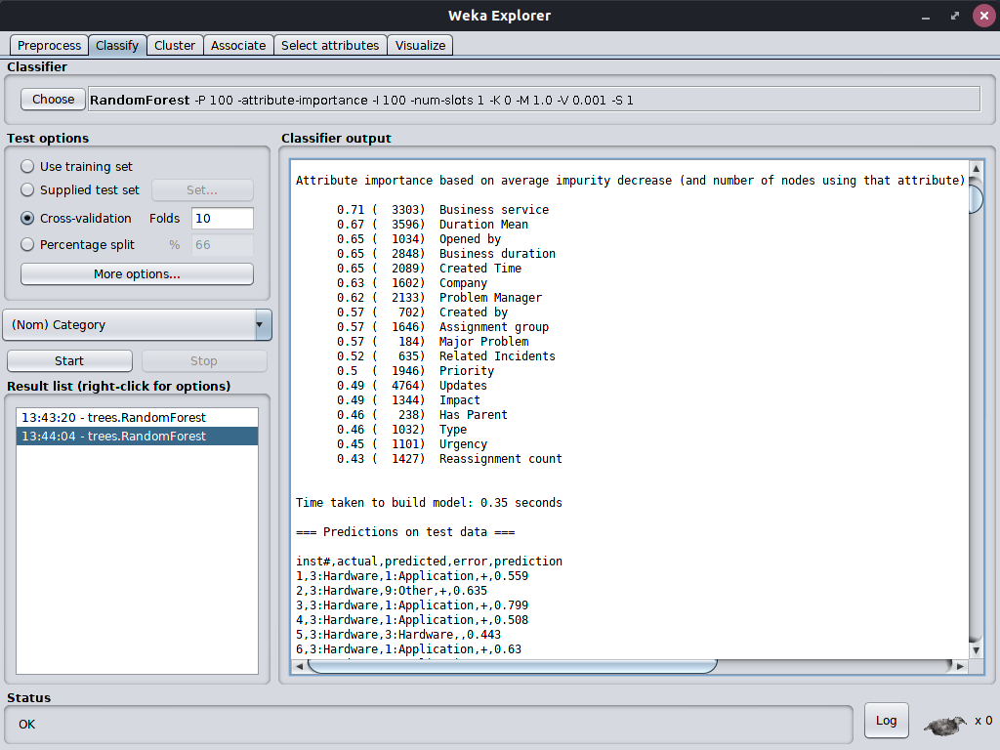 Weka Explorer
Preprocess Classify Cluster Associate Select attributes Visualize
Classifier
Choose RandomForest -P 100 -attribute-importance -I 100 -num-slots 1 -K 0 -M 1.0 -V 0.001 -S 1
Test options
Use training set
Supplied test set Set...
Cross-validation Folds 10
Percentage split % 66
More options...
(Nom) Category
Start Stop
Result list (right-click for options)
13:43:20 - trees.RandomForest
13:44:04 - trees.RandomForest
Classifier output
Attribute importance based on average impurity decrease (and number of nodes using that attribute)
0.71 ( 3303) Business service
0.67 ( 3596) Duration Mean
0.65 ( 1034) Opened by
0.65 ( 2848) Business duration
0.65 ( 2089) Created Time
0.63 ( 1602) Company
0.62 ( 2133) Problem Manager
0.57 ( 702) Created by
0.57 ( 1646) Assignment group
0.57 ( 184) Major Problem
0.52 ( 635) Related Incidents
0.5 ( 1946) Priority
0.49 ( 4764) Updates
0.49 ( 1344) Impact
0.46 ( 238) Has Parent
0.46 ( 1032) Type
0.45 ( 1101) Urgency
0.43 ( 1427) Reassignment count
Time taken to build model: 0.35 seconds
=== Predictions on test data ===
inst#,actual,predicted,error,prediction
1,3:Hardware,1:Application,+,0.559
2,3:Hardware,9:Other,+,0.635
3,3:Hardware,1:Application,+,0.799
4,3:Hardware,1:Application,+,0.508
5,3:Hardware,3:Hardware,,0.443
6,3:Hardware,1:Application,+,0.63
Status
OK
Log x 0